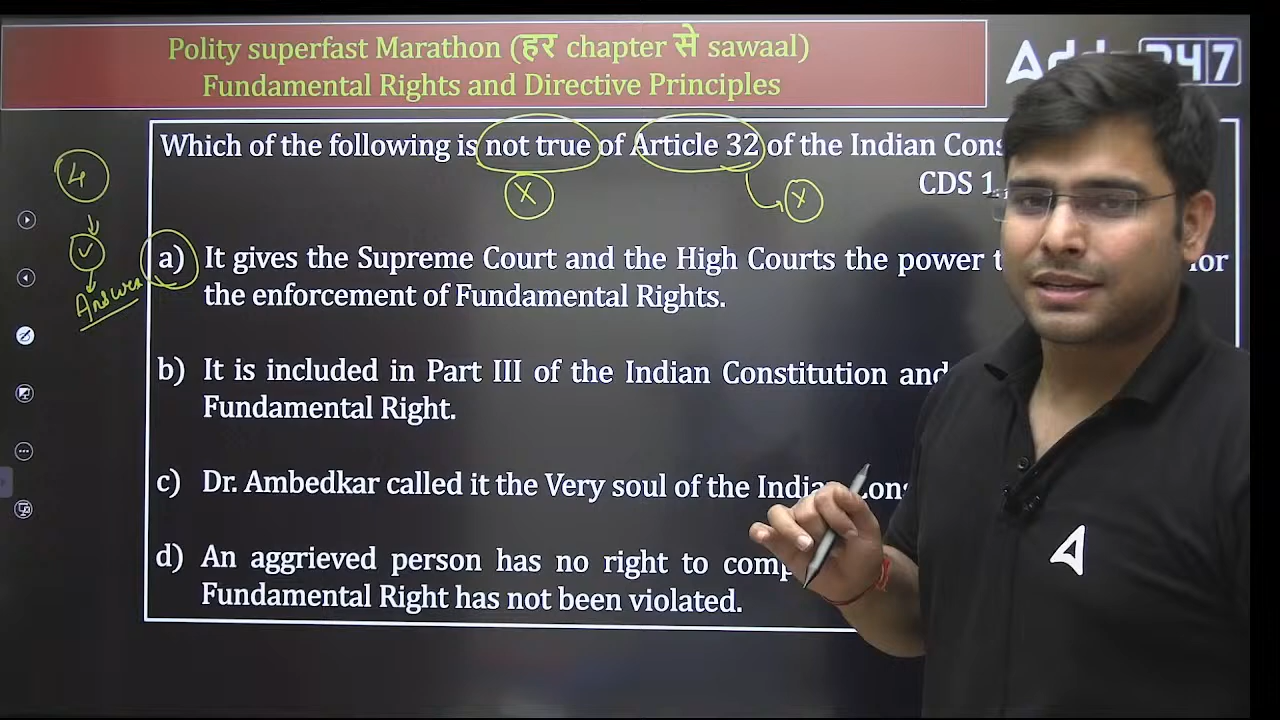 Polity superfast Marathon (हर chapter से sawaal)
Fundamental Rights and Directive Principles
Which of the following is not true of Article 32 of the Indian
CDS 1
4
x
x
✓
Answer
a) It gives the Supreme Court and the High Courts the power
the enforcement of Fundamental Rights.
b) It is included in Part III of the Indian Constitution and
Fundamental Right.
c) Dr. Ambedkar called it the Very soul of the
d) An aggrieved person has no right to
Fundamental Right has not been violated.